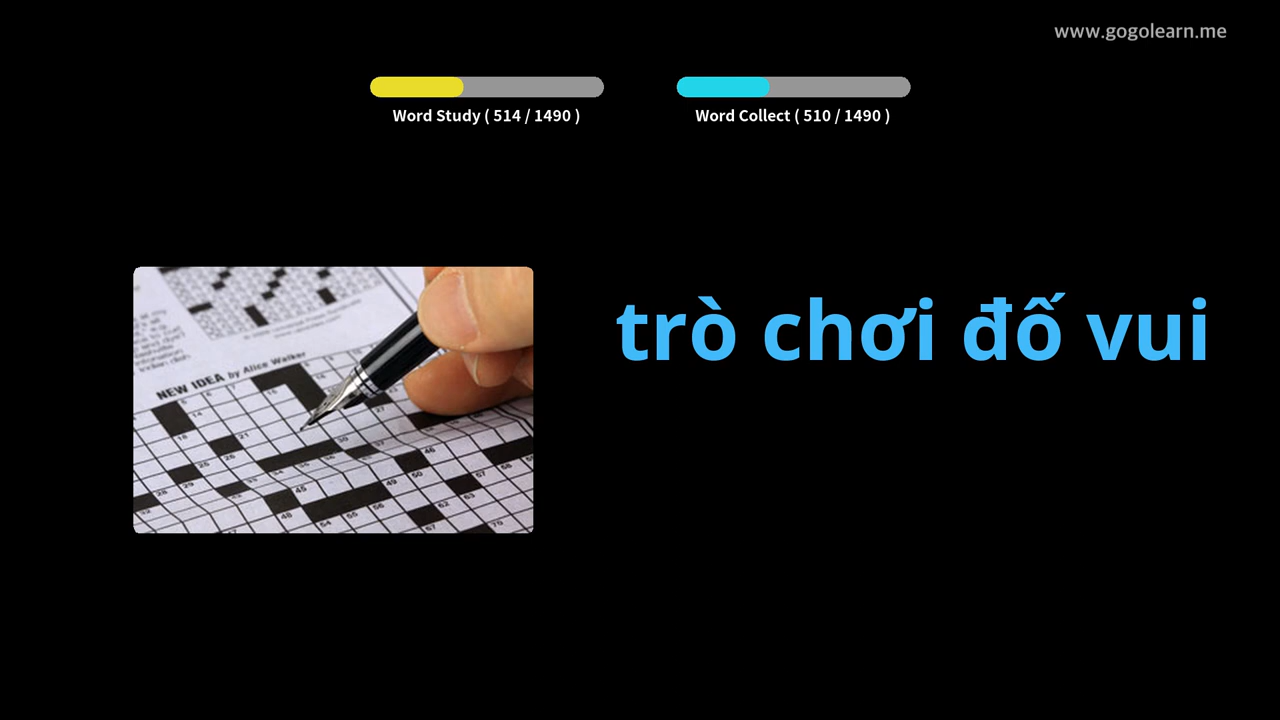 www.gogolearn.me
Word Study ( 514 / 1490 )
Word Collect ( 510 / 1490 )
trò chơi đố vui
NEW IDEA by Alice Walker